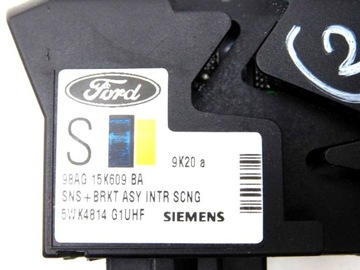 Ford
S
9K20 a
98AG 15K609 BA
SNS + BRKT ASY INTR SCNG
5WK4814 G1UHF SIEMENS
(2